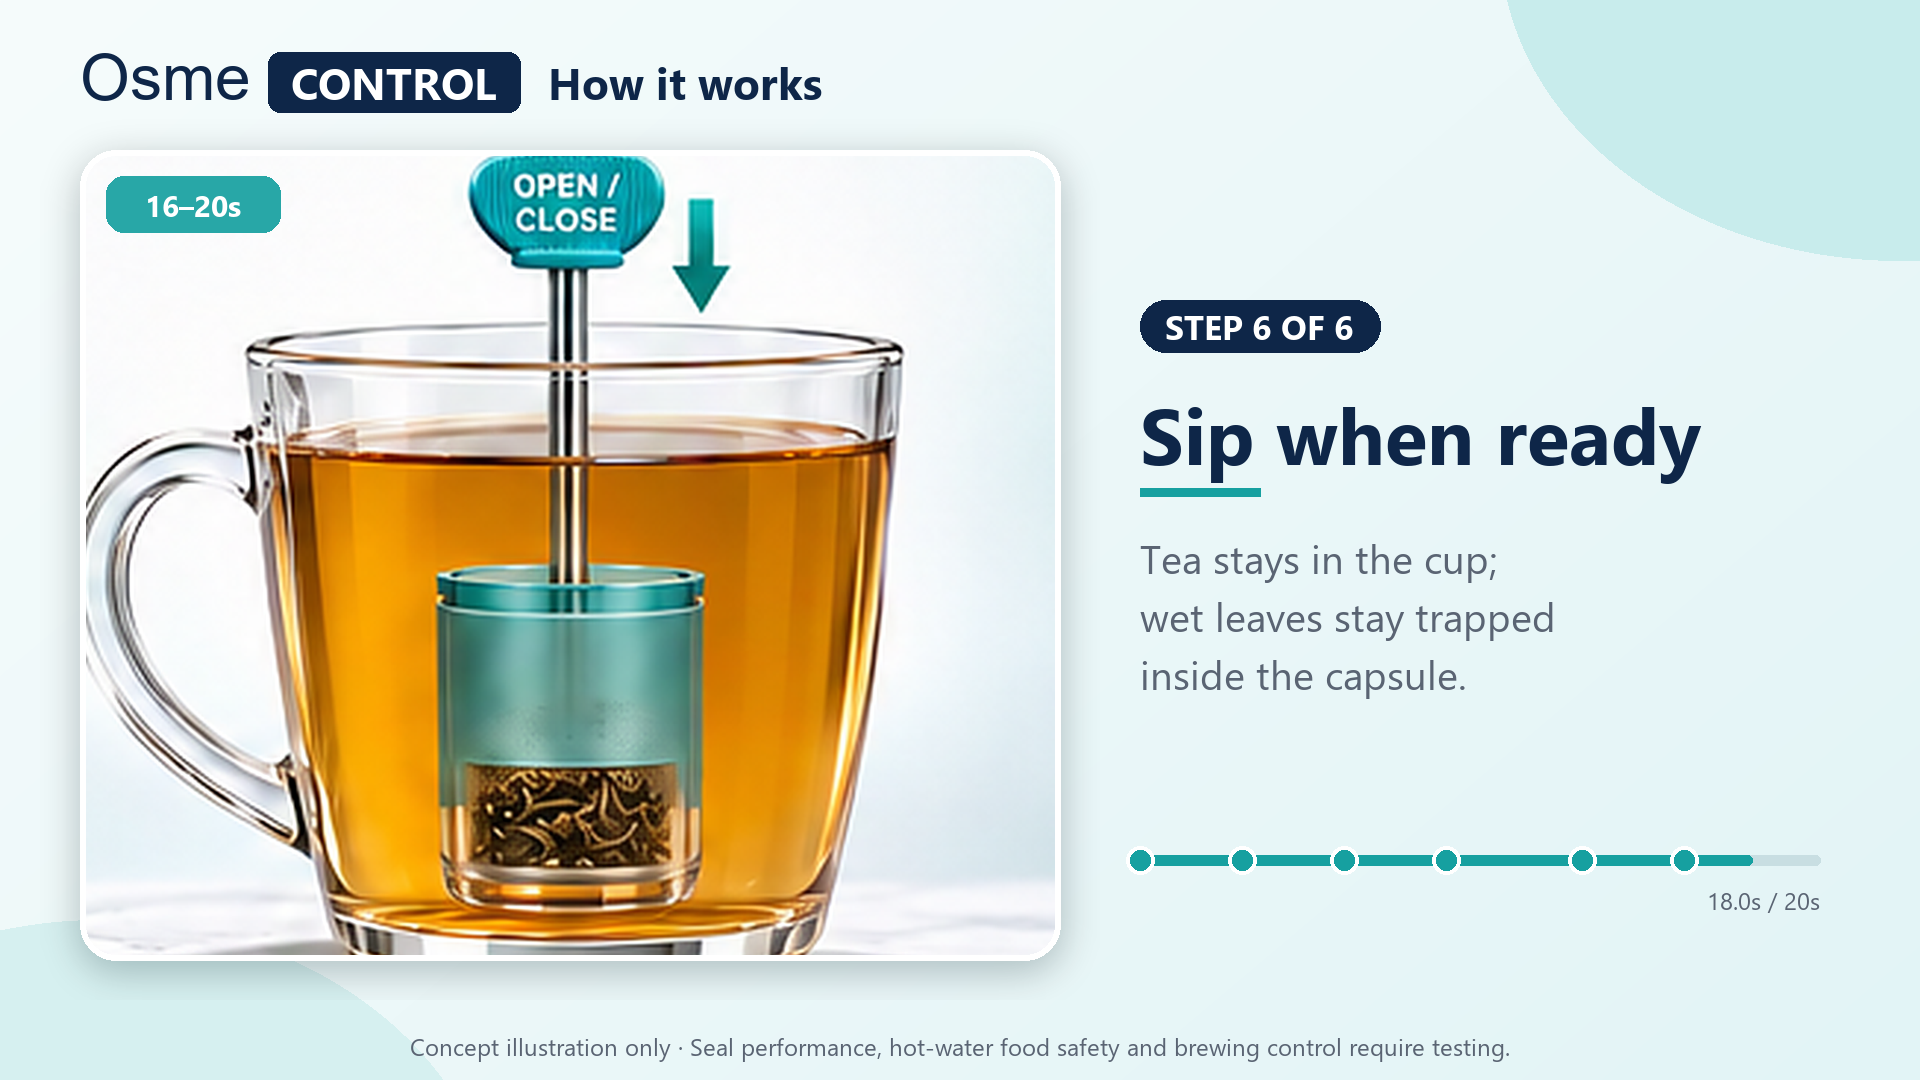 Osme CONTROL How it works
16–20s
OPEN /
CLOSE
STEP 6 OF 6
Sip when ready
Tea stays in the cup;
wet leaves stay trapped
inside the capsule.
18.0s / 20s
Concept illustration only · Seal performance, hot-water food safety and brewing control require testing.